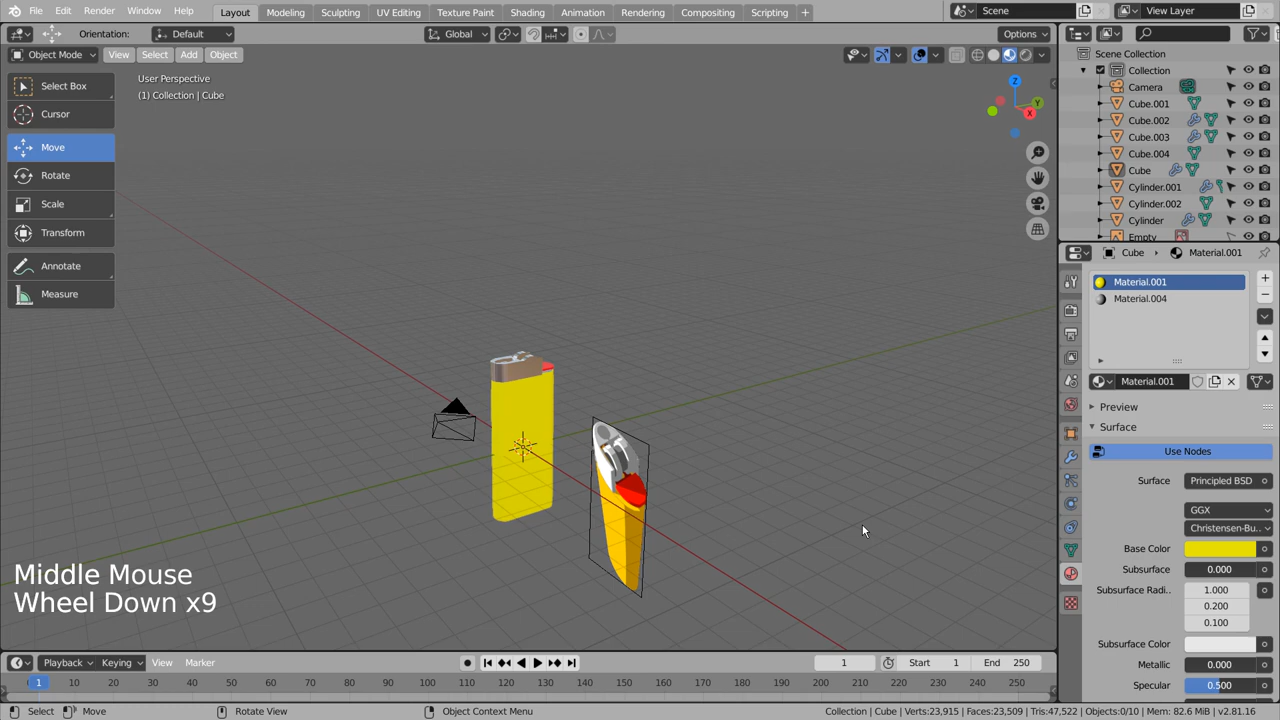 File Edit Render Window Help
Layout Modeling Sculpting UV Editing Texture Paint Shading Animation Rendering Compositing Scripting +
Scene
View Layer
Orientation: Default
Global
Options
Object Mode View Select Add Object
User Perspective
(1) Collection | Cube
Select Box
Cursor
Move
Rotate
Scale
Transform
Annotate
Measure
Z
Y
X
Middle Mouse
Wheel Down x9
Scene Collection
Collection
Camera
Cube.001
Cube.002
Cube.003
Cube.004
Cube
Cylinder.001
Cylinder.002
Cylinder
Empty
Cube Material.001
Material.001
Material.004
Material.001
Preview
Surface
Use Nodes
Surface Principled BSD
GGX
Christensen-Bu..
Base Color
Subsurface 0.000
Subsurface Radi.. 1.000
0.200
0.100
Subsurface Color
Metallic 0.000
Specular 0.500
Playback Keying View Marker
1
Start 1
End 250
1 10 20 30 40 50 60 70 80 90 100 110 120 130 140 150 160 170 180 190 200 210 220 230 240 250
Select Move Rotate View Object Context Menu
Collection | Cube | Verts:23,915 | Faces:23,509 | Tris:47,522 | Objects:0/10 | Mem: 82.6 MiB | v2.81.16